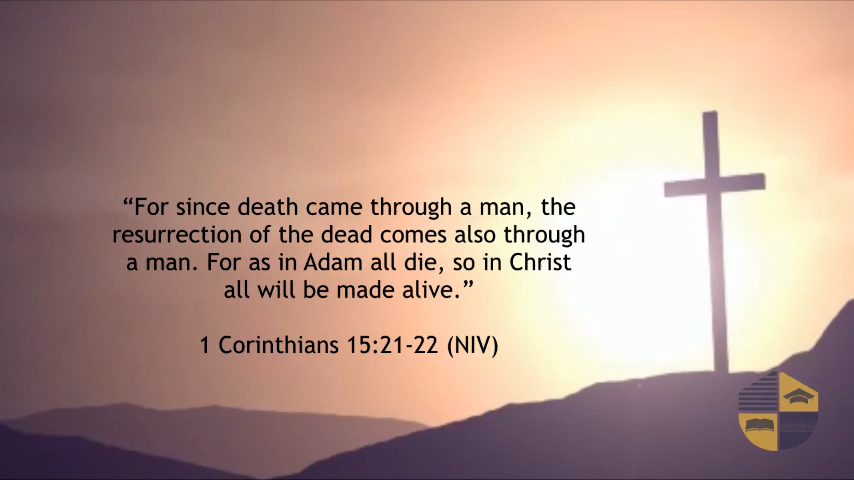 “For since death came through a man, the
resurrection of the dead comes also through
a man. For as in Adam all die, so in Christ
all will be made alive.”
1 Corinthians 15:21-22 (NIV)